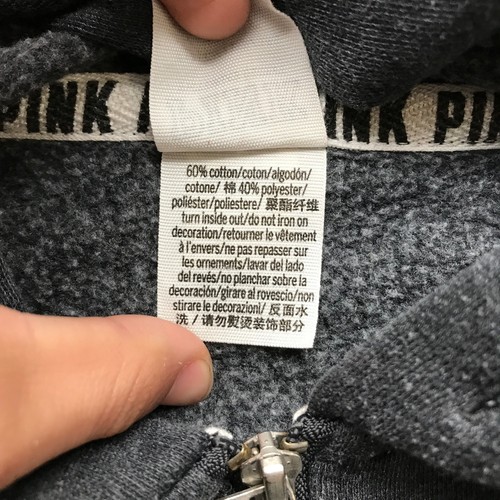 PINK
INK PI
60% cotton/coton/algodón/
cotone/ 棉 40% polyester/
poliéster/poliestere/ 聚酯纤维
turn inside out/do not iron on
decoration/retourner le vêtement
à l'envers/ne pas repasser sur
les ornements/lavar del lado
del revés/no planchar sobre la
decoración/girare al rovescio/non
stirare le decorazioni/ 反面水
洗/请勿熨烫装饰部分